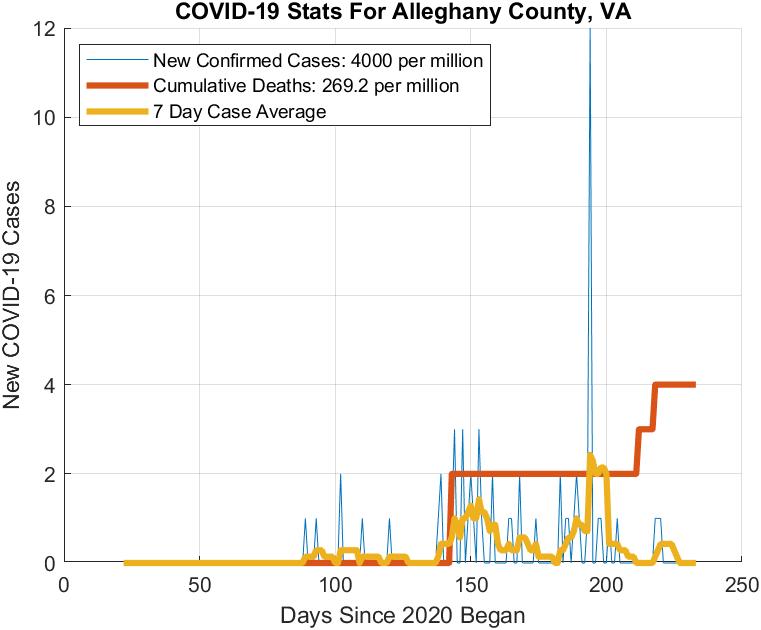 COVID-19 Stats For Alleghany County, VA
New Confirmed Cases: 4000 per million
Cumulative Deaths: 269.2 per million
7 Day Case Average
New COVID-19 Cases
12
10
8
6
4
2
0
0 50 100 150 200 250
Days Since 2020 Began